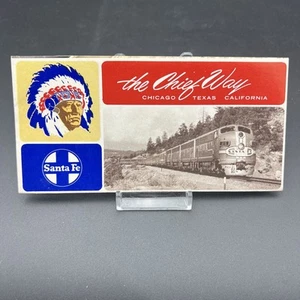 the Chief Way
CHICAGO TEXAS CALIFORNIA
Santa Fe